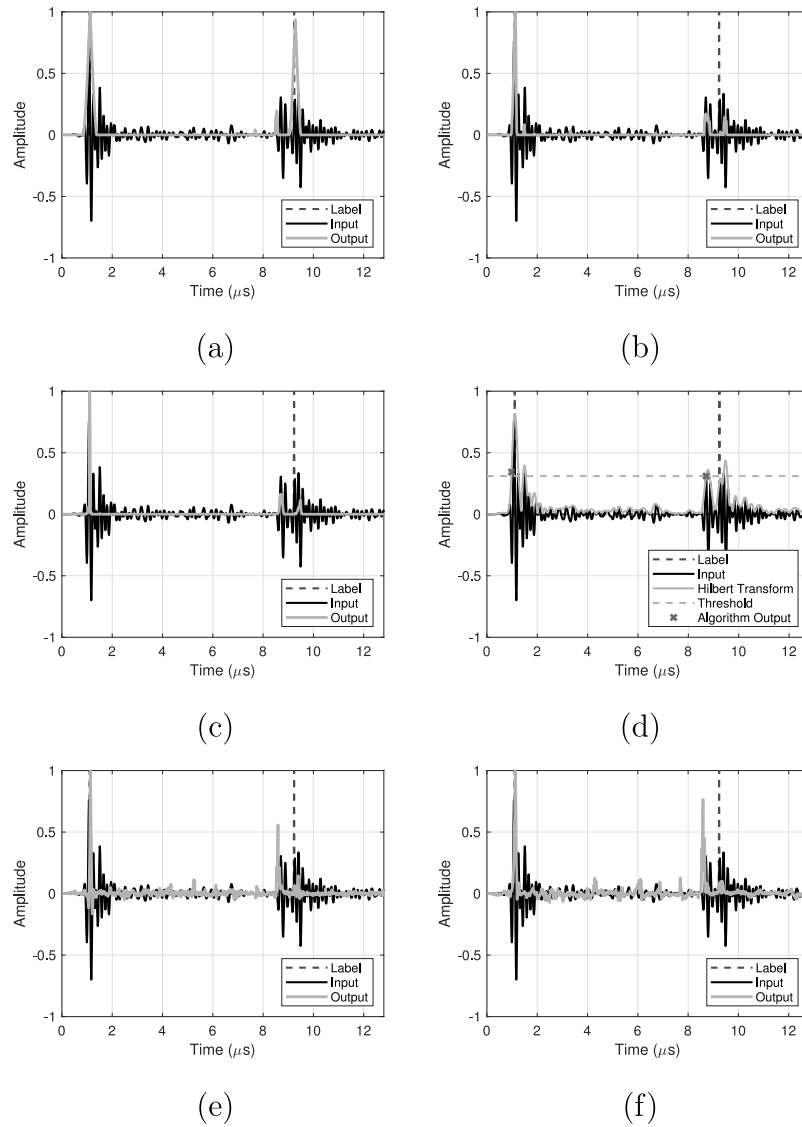 1
0.5
0
-0.5
-1
Amplitude
0 2 4 6 8 10 12
Time (μs)
Label
Input
Output
(a)
1
0.5
0
-0.5
-1
Amplitude
0 2 4 6 8 10 12
Time (μs)
Label
Input
Output
(b)
1
0.5
0
-0.5
-1
Amplitude
0 2 4 6 8 10 12
Time (μs)
Label
Input
Output
(c)
1
0.5
0
-0.5
-1
Amplitude
0 2 4 6 8 10 12
Time (μs)
Label
Input
Hilbert Transform
Threshold
Algorithm Output
(d)
1
0.5
0
-0.5
-1
Amplitude
0 2 4 6 8 10 12
Time (μs)
Label
Input
Output
(e)
1
0.5
0
-0.5
-1
Amplitude
0 2 4 6 8 10 12
Time (μs)
Label
Input
Output
(f)